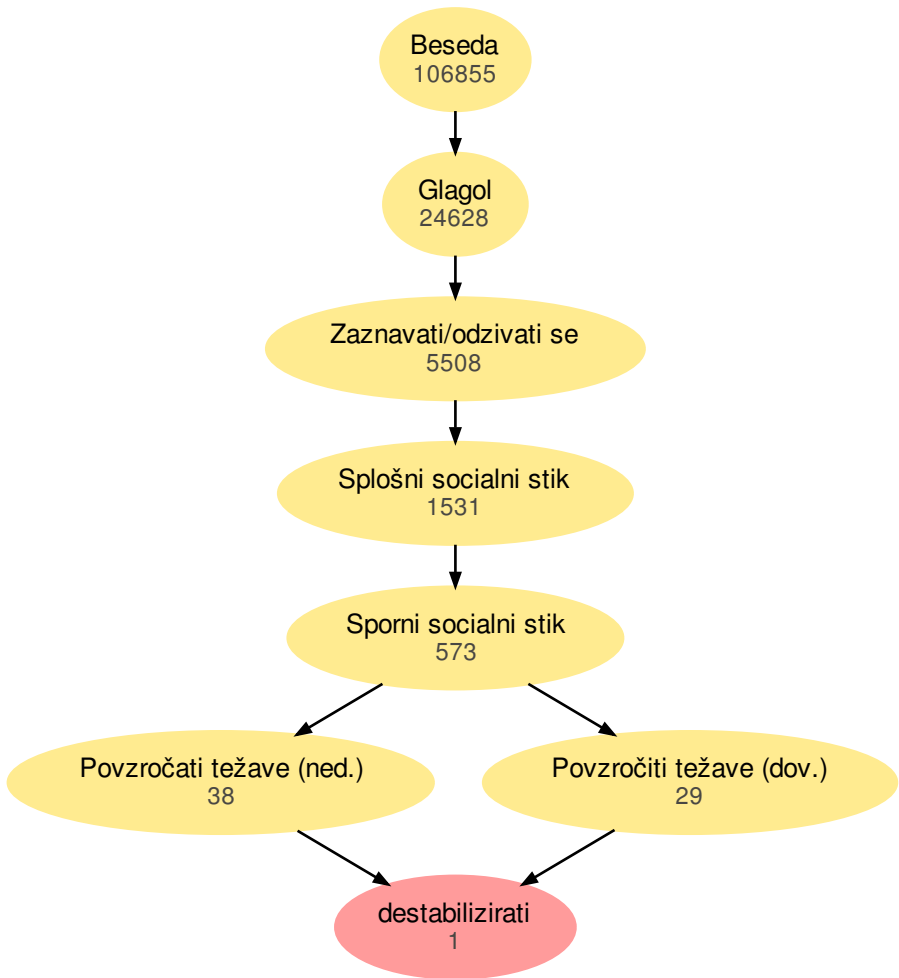 Beseda
106855
Glagol
24628
Zaznavati/odzivati se
5508
Splošni socialni stik
1531
Sporni socialni stik
573
Povzročati težave (ned.)
38
Povzročiti težave (dov.)
29
destabilizirati
1